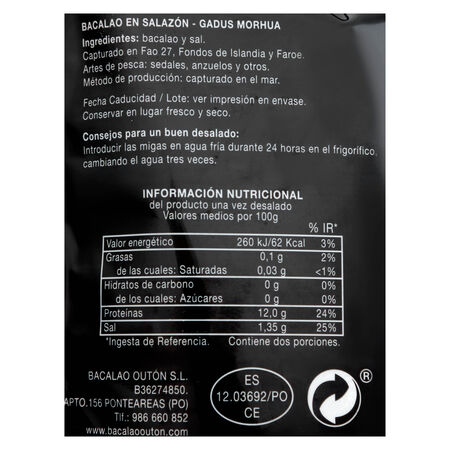 BACALAO EN SALAZÓN - GADUS MORHUA
Ingredientes: bacalao y sal.
Capturado en Fao 27, Fondos de Islandia y Faroe.
Artes de pesca: sedales, anzuelos y otros.
Método de producción: capturado en el mar.
Fecha Caducidad / Lote: ver impresión en envase.
Conservar en lugar fresco y seco.
Consejos para un buen desalado:
Introducir las migas en agua fría durante 24 horas en el frigorífico,
cambiando el agua tres veces.
INFORMACIÓN NUTRICIONAL
del producto una vez desalado
Valores medios por 100g
% IR*
Valor energético 260 kJ/62 Kcal 3%
Grasas 0,1 g 2%
de las cuales: Saturadas 0,03 g <1%
Hidratos de carbono 0 g 0%
de los cuales: Azúcares 0 g 0%
Proteínas 12,0 g 24%
Sal 1,35 g 25%
*Ingesta de Referencia. Contiene dos porciones.
BACALAO OUTÓN S.L.
B36274850.
APTO.156 PONTEAREAS (PO)
Tlf.: 986 660 852
www.bacalaoouton.com
ES
12.03692/PO
CE
®